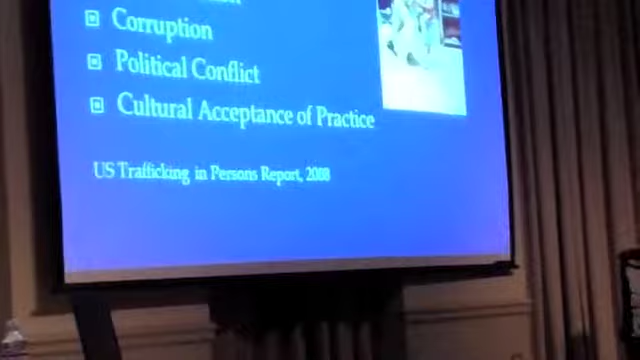 Corruption
Political Conflict
Cultural Acceptance of Practice
US Trafficking in Persons Report, 2008